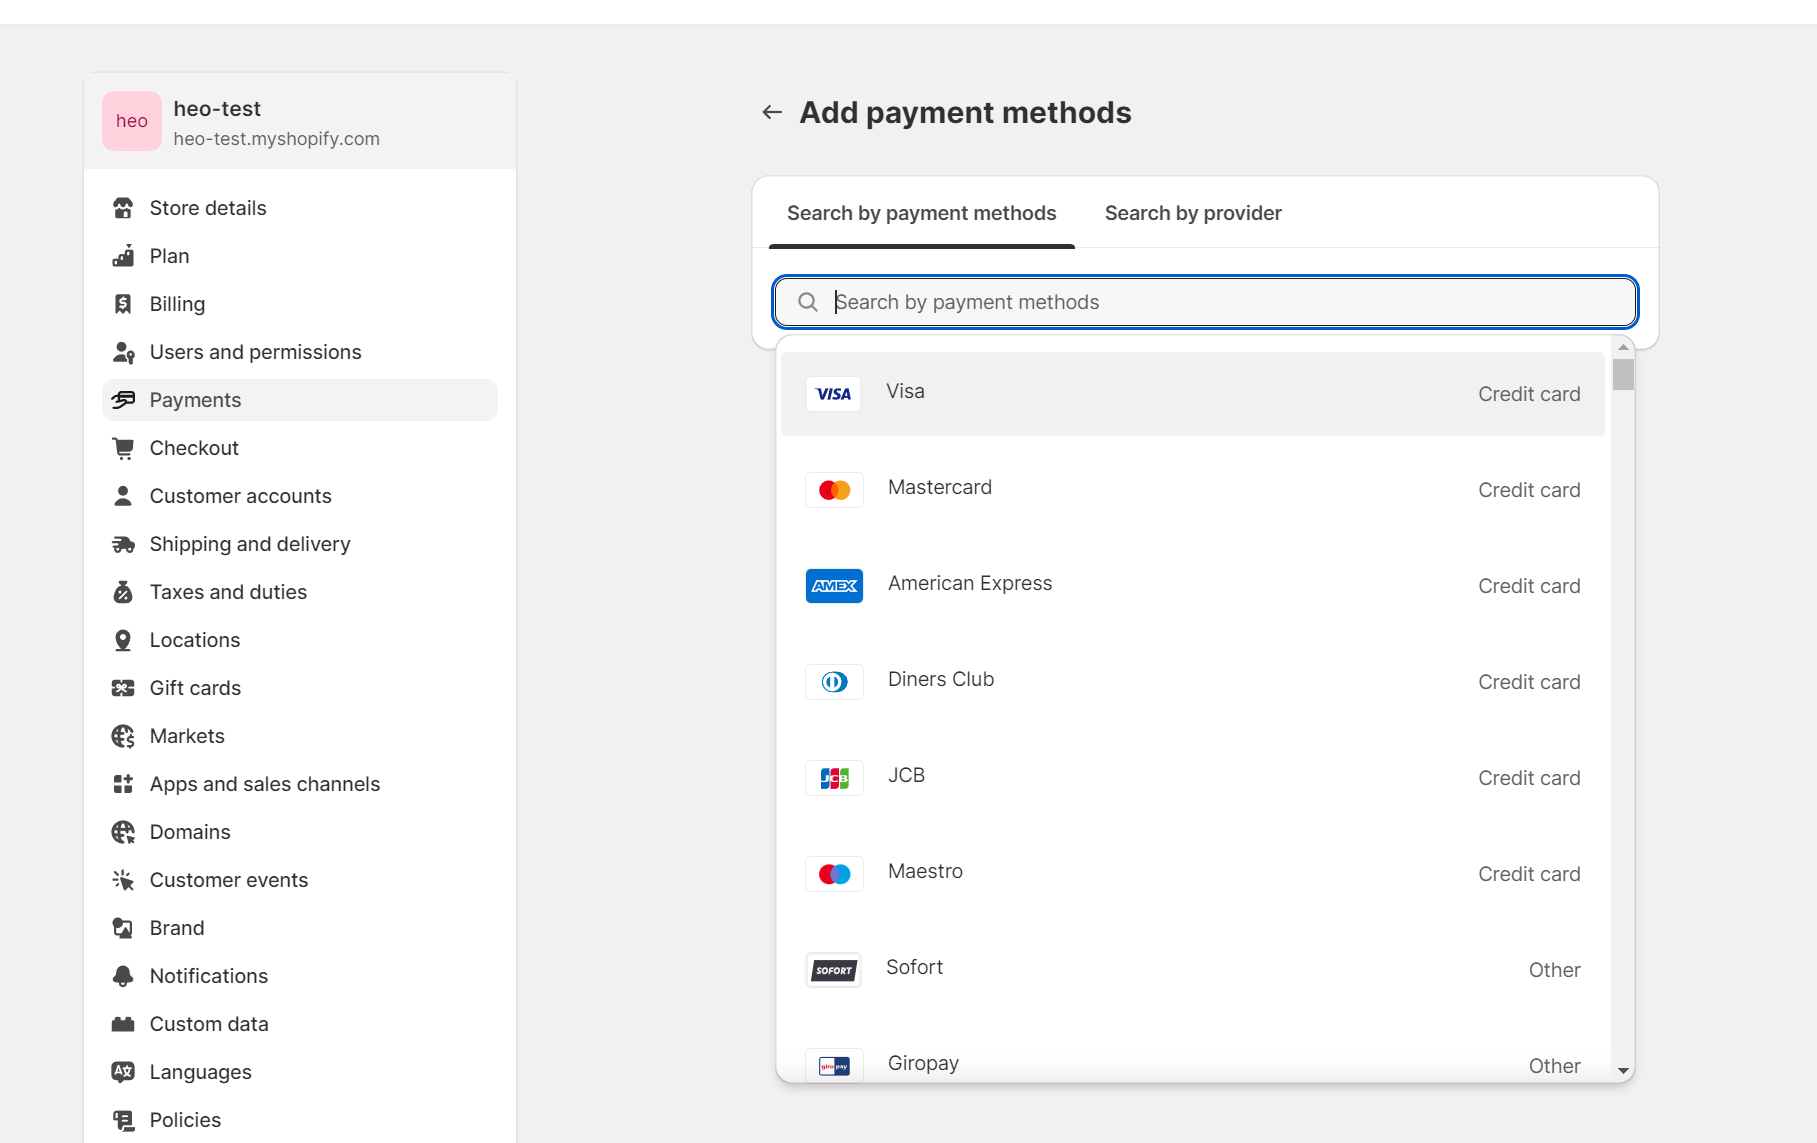 heo
heo-test
heo-test.myshopify.com
Store details
Plan
Billing
Users and permissions
Payments
Checkout
Customer accounts
Shipping and delivery
Taxes and duties
Locations
Gift cards
Markets
Apps and sales channels
Domains
Customer events
Brand
Notifications
Custom data
Languages
Policies
Add payment methods
Search by payment methods Search by provider
Search by payment methods
VISA Visa Credit card
Mastercard Credit card
AMEX American Express Credit card
Diners Club Credit card
JCB JCB Credit card
Maestro Credit card
SOFORT Sofort Other
giro pay Giropay Other